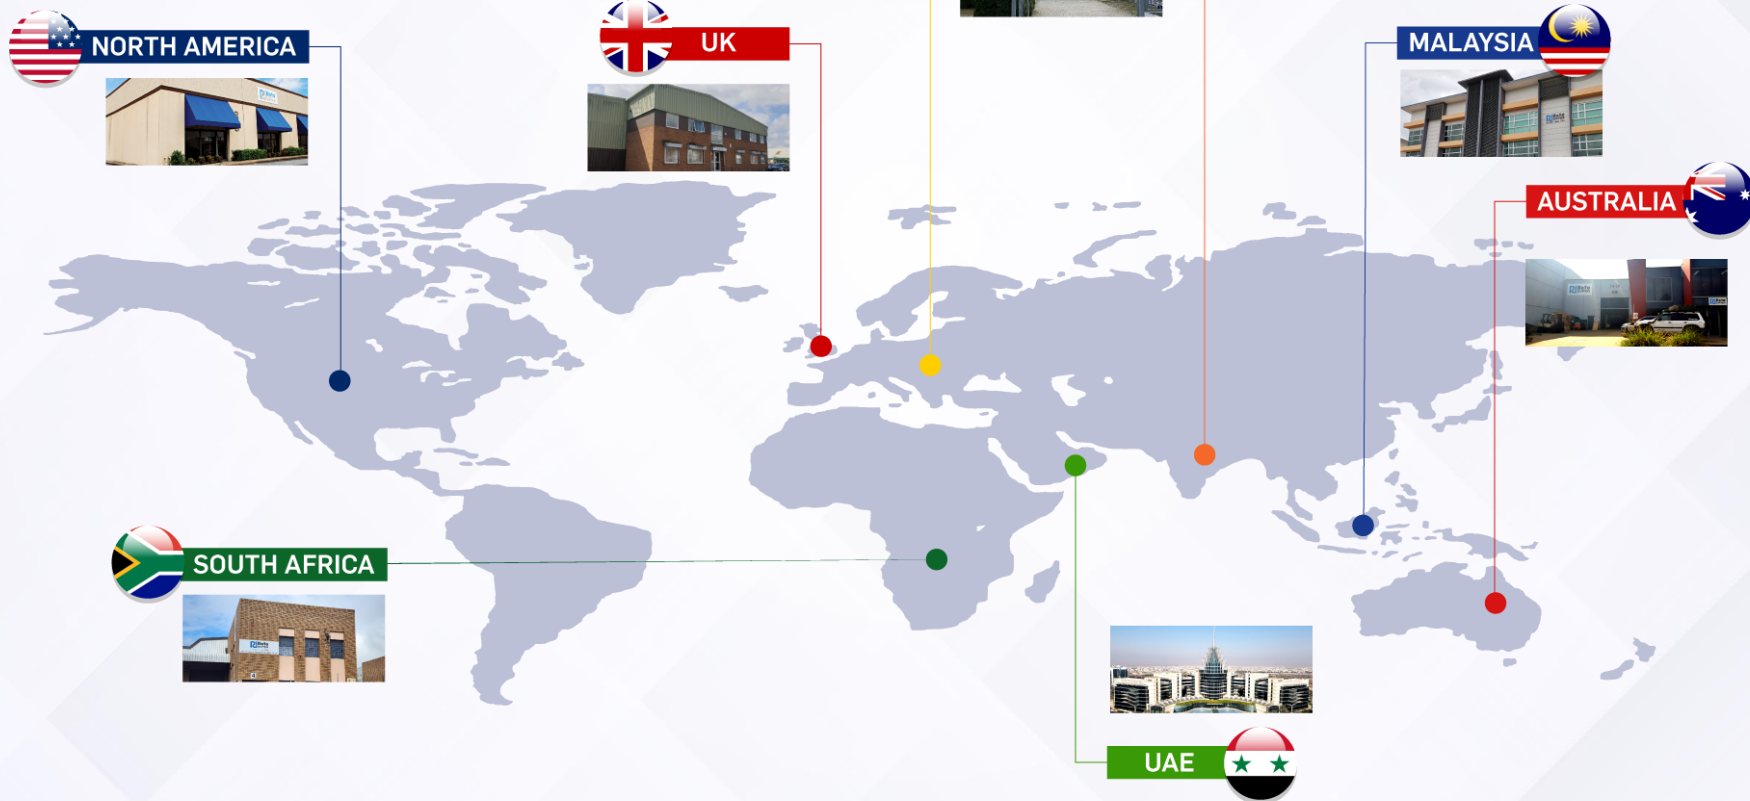 NORTH AMERICA
UK
MALAYSIA
AUSTRALIA
SOUTH AFRICA
UAE